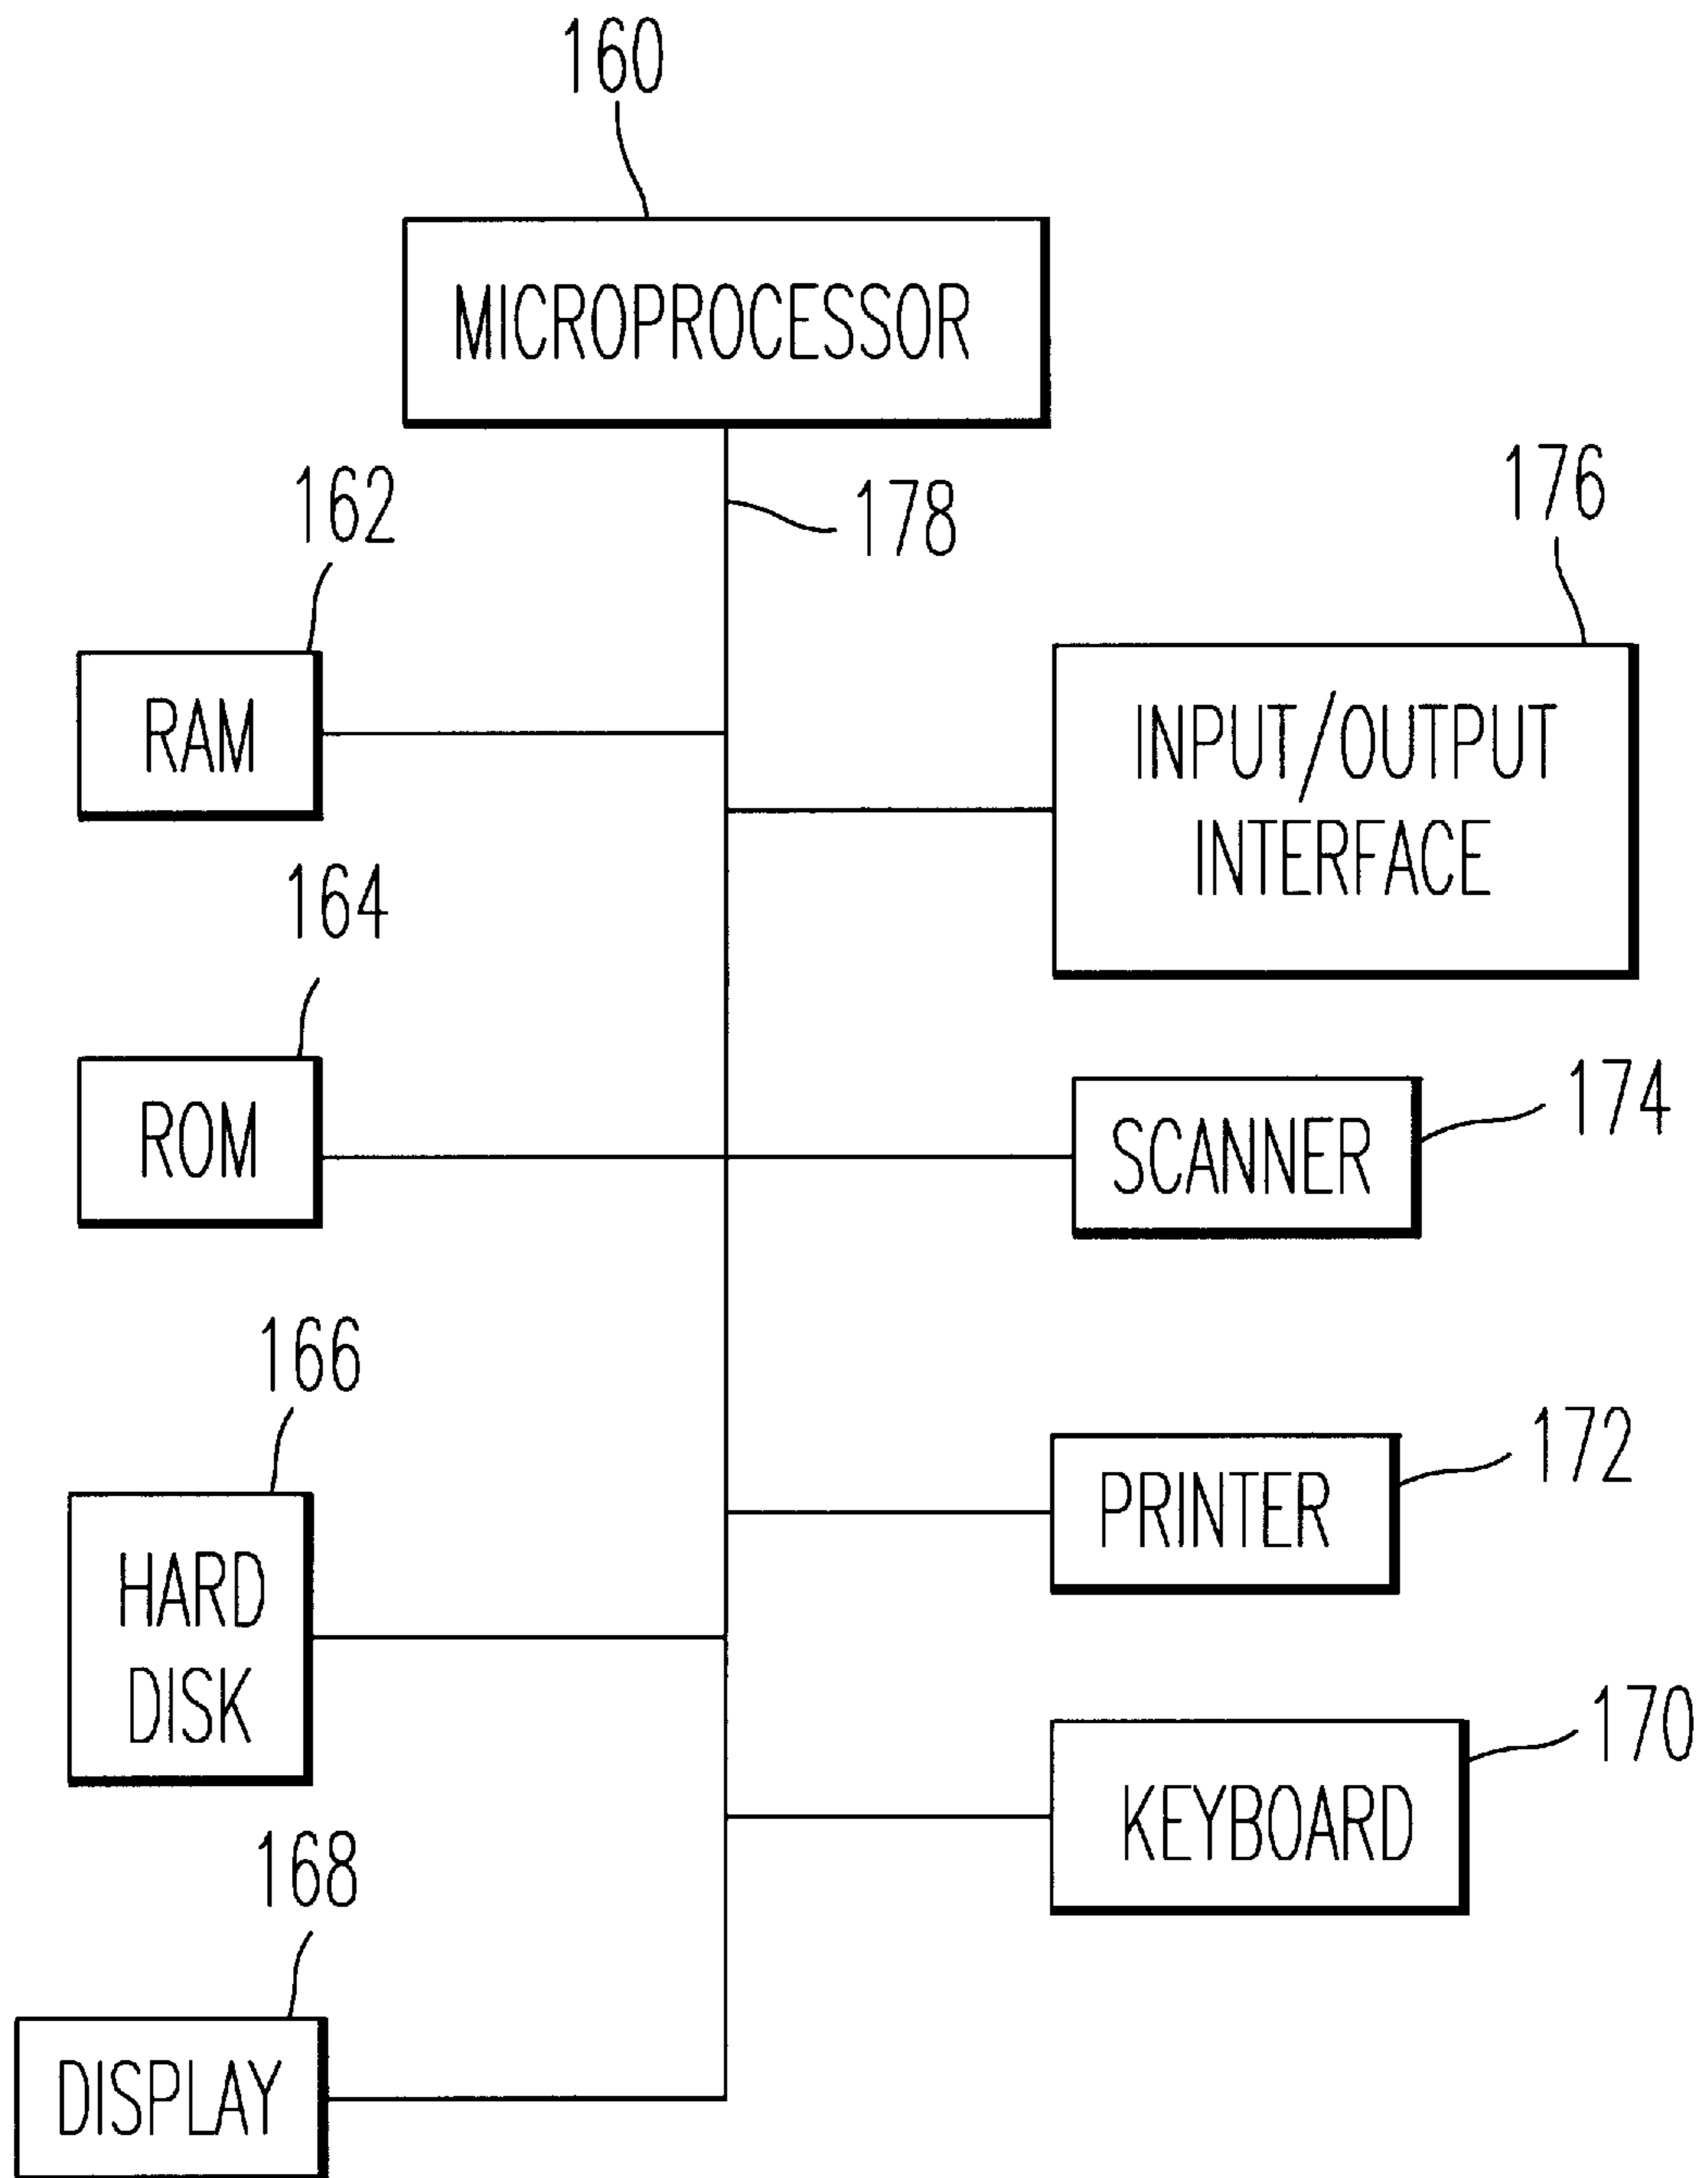 160
MICROPROCESSOR
162
178
176
RAM
INPUT/OUTPUT
INTERFACE
164
ROM
174
SCANNER
166
172
HARD
DISK
PRINTER
170
KEYBOARD
168
DISPLAY